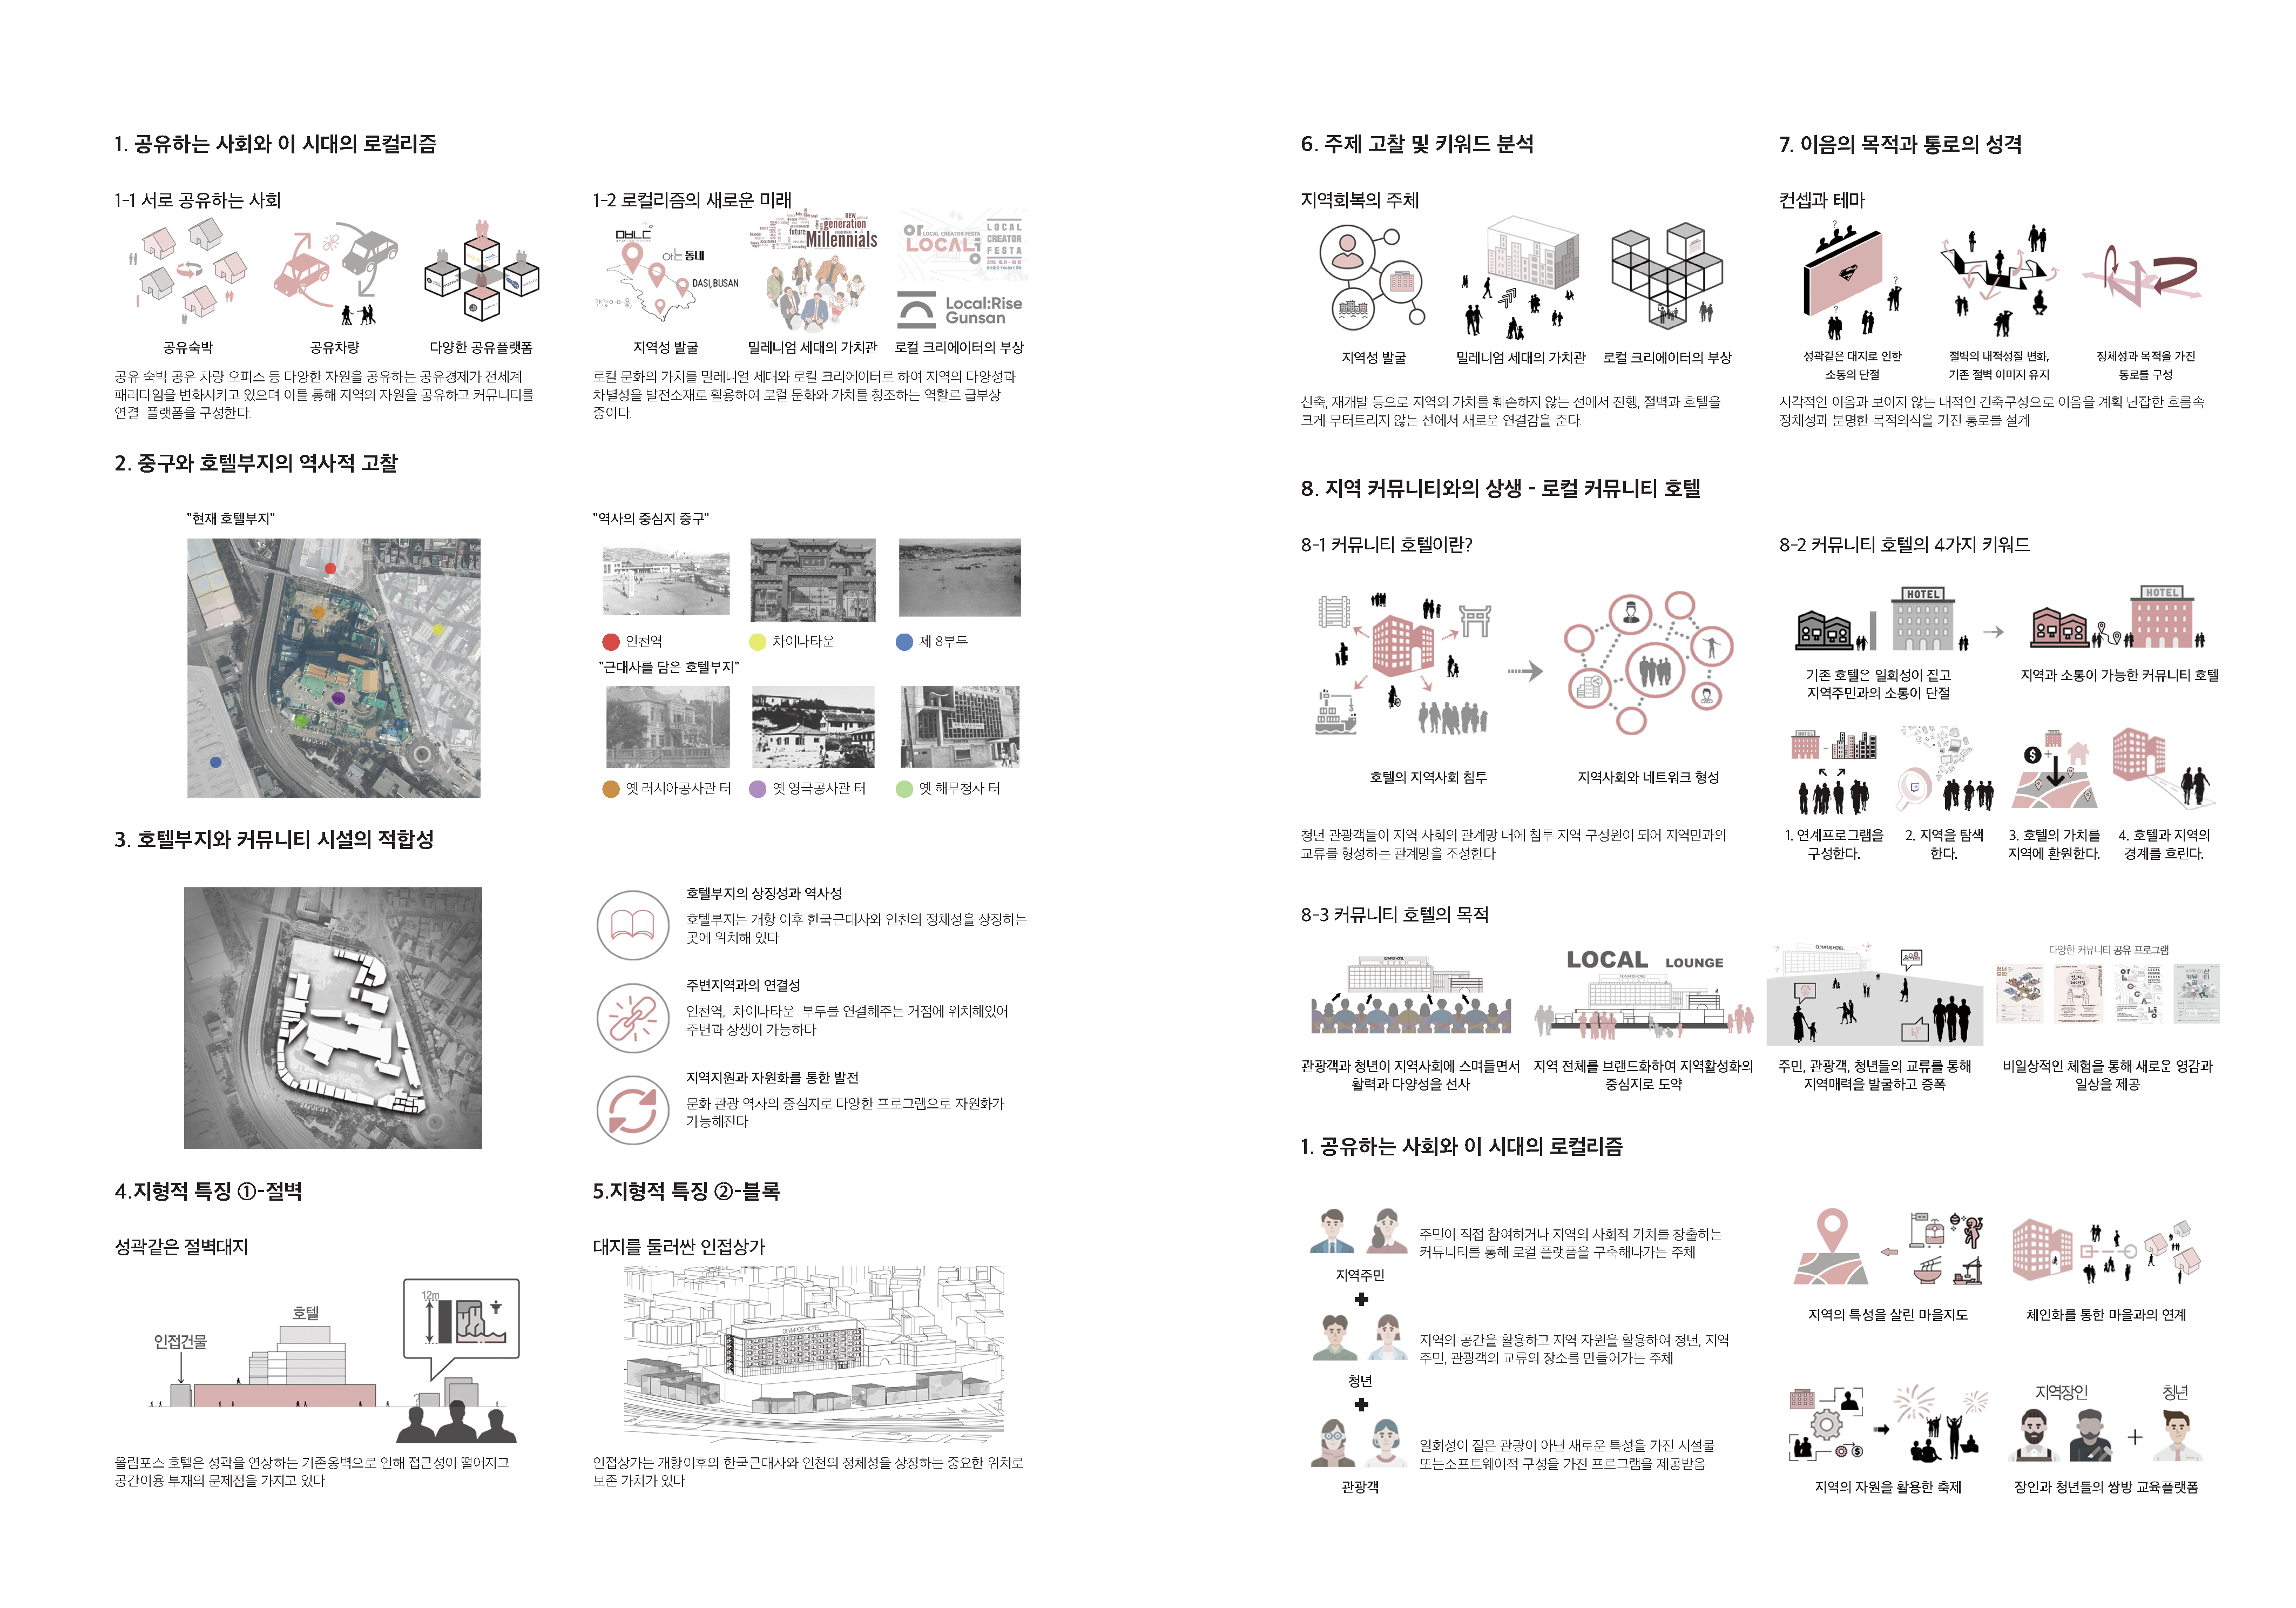 1. 공유하는 사회와 이 시대의 로컬리즘
1-1 서로 공유하는 사회
공유숙박
공유차량
다양한 공유플랫폼
공유 숙박 공유 차량 오피스 등 다양한 자원을 공유하는 공유경제가 전세계
패러다임을 변화시키고 있으며 이를 통해 지역의 자원을 공유하고 커뮤니티를
연결 플랫폼을 구성한다.
1-2 로컬리즘의 새로운 미래
아는 동네
DASI, BUSAN
new
generation
future
Millennials
LOCAL CREATOR FESTA
LOCAL
LOCAL
CREATOR
FESTA
Local:Rise
Gunsan
지역성 발굴
밀레니엄 세대의 가치관
로컬 크리에이터의 부상
로컬 문화의 가치를 밀레니얼 세대와 로컬 크리에이터로 하여 지역의 다양성과
차별성을 발전소재로 활용하여 로컬 문화와 가치를 창조하는 역할로 급부상
중이다.
2. 중구와 호텔부지의 역사적 고찰
"현재 호텔부지"
"역사의 중심지 중구"
인천역
차이나타운
제 8부두
"근대사를 담은 호텔부지"
옛 러시아공사관 터
옛 영국공사관 터
옛 해무청사 터
3. 호텔부지와 커뮤니티 시설의 적합성
호텔부지의 상징성과 역사성
호텔부지는 개항 이후 한국근대사와 인천의 정체성을 상징하는
곳에 위치해 있다
주변지역과의 연결성
인천역, 차이나타운 부두를 연결해주는 거점에 위치해있어
주변과 상생이 가능하다
지역지원과 자원화를 통한 발전
문화 관광 역사의 중심지로 다양한 프로그램으로 자원화가
가능해진다
4.지형적 특징 ①-절벽
성곽같은 절벽대지
12m
호텔
인접건물
올림포스 호텔은 성곽을 연상하는 기존옹벽으로 인해 접근성이 떨어지고
공간이용 부재의 문제점을 가지고 있다
5.지형적 특징 ②-블록
대지를 둘러싼 인접상가
OLYMPOS HOTEL
인접상가는 개항이후의 한국근대사와 인천의 정체성을 상징하는 중요한 위치로
보존 가치가 있다
6. 주제 고찰 및 키워드 분석
지역회복의 주체
지역성 발굴
밀레니엄 세대의 가치관
로컬 크리에이터의 부상
신축, 재개발 등으로 지역의 가치를 훼손하지 않는 선에서 진행, 절벽과 호텔을
크게 무터트리지 않는 선에서 새로운 연결감을 준다.
7. 이음의 목적과 통로의 성격
컨셉과 테마
성곽같은 대지로 인한
소통의 단절
절벽의 내적성질 변화,
기존 절벽 이미지 유지
정체성과 목적을 가진
통로를 구성
시각적인 이음과 보이지 않는 내적인 건축구성으로 이음을 계획 난잡한 흐름속
정체성과 분명한 목적의식을 가진 통로를 설계
8. 지역 커뮤니티와의 상생 - 로컬 커뮤니티 호텔
8-1 커뮤니티 호텔이란?
호텔의 지역사회 침투
지역사회와 네트워크 형성
청년 관광객들이 지역 사회의 관계망 내에 침투 지역 구성원이 되어 지역민과의
교류를 형성하는 관계망을 조성한다
8-2 커뮤니티 호텔의 4가지 키워드
HOTEL
HOTEL
기존 호텔은 일회성이 짙고
지역주민과의 소통이 단절
지역과 소통이 가능한 커뮤니티 호텔
HOTEL
1. 연계프로그램을
구성한다.
2. 지역을 탐색
한다.
3. 호텔의 가치를
지역에 환원한다.
4. 호텔과 지역의
경계를 흐린다.
8-3 커뮤니티 호텔의 목적
LOCAL LOUNGE
OLYMPOS HOTEL
다양한 커뮤니티 공유 프로그램
관광객과 청년이 지역사회에 스며들면서
활력과 다양성을 선사
지역 전체를 브랜드화하여 지역활성화의
중심지로 도약
주민, 관광객, 청년들의 교류를 통해
지역매력을 발굴하고 증폭
비일상적인 체험을 통해 새로운 영감과
일상을 제공
1. 공유하는 사회와 이 시대의 로컬리즘
지역주민
주민이 직접 참여하거나 지역의 사회적 가치를 창출하는
커뮤니티를 통해 로컬 플랫폼을 구축해나가는 주체
청년
지역의 공간을 활용하고 지역 자원을 활용하여 청년, 지역
주민, 관광객의 교류의 장소를 만들어가는 주체
관광객
일회성이 짙은 관광이 아닌 새로운 특성을 가진 시설물
또는소프트웨어적 구성을 가진 프로그램을 제공받음
지역의 특성을 살린 마을지도
체인화를 통한 마을과의 연계
지역의 자원을 활용한 축제
지역장인
청년
장인과 청년들의 쌍방 교육플랫폼